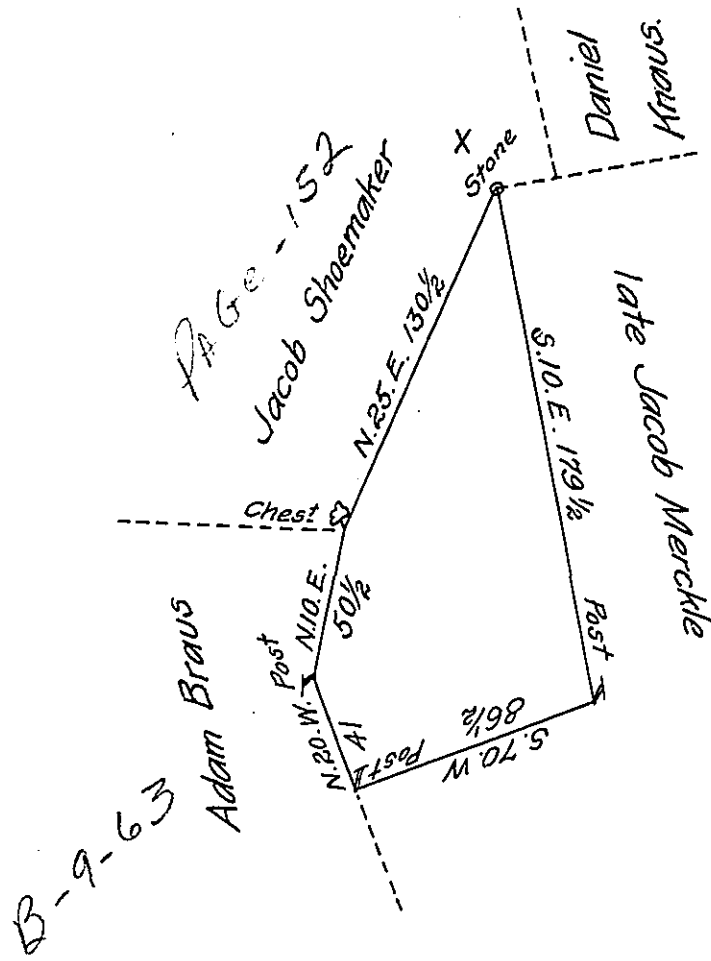 Daniel
Knaus.
X
Stone
PAGe - 152
Jacob Shoemaker
N.25.E. 130½
S.10.E. 179½
late Jacob Merckle
Chest
N.10.E.
50½
Post
Post
Adam Braus
N.20.W.
41
Post
86½
S.70.W
B-9-63